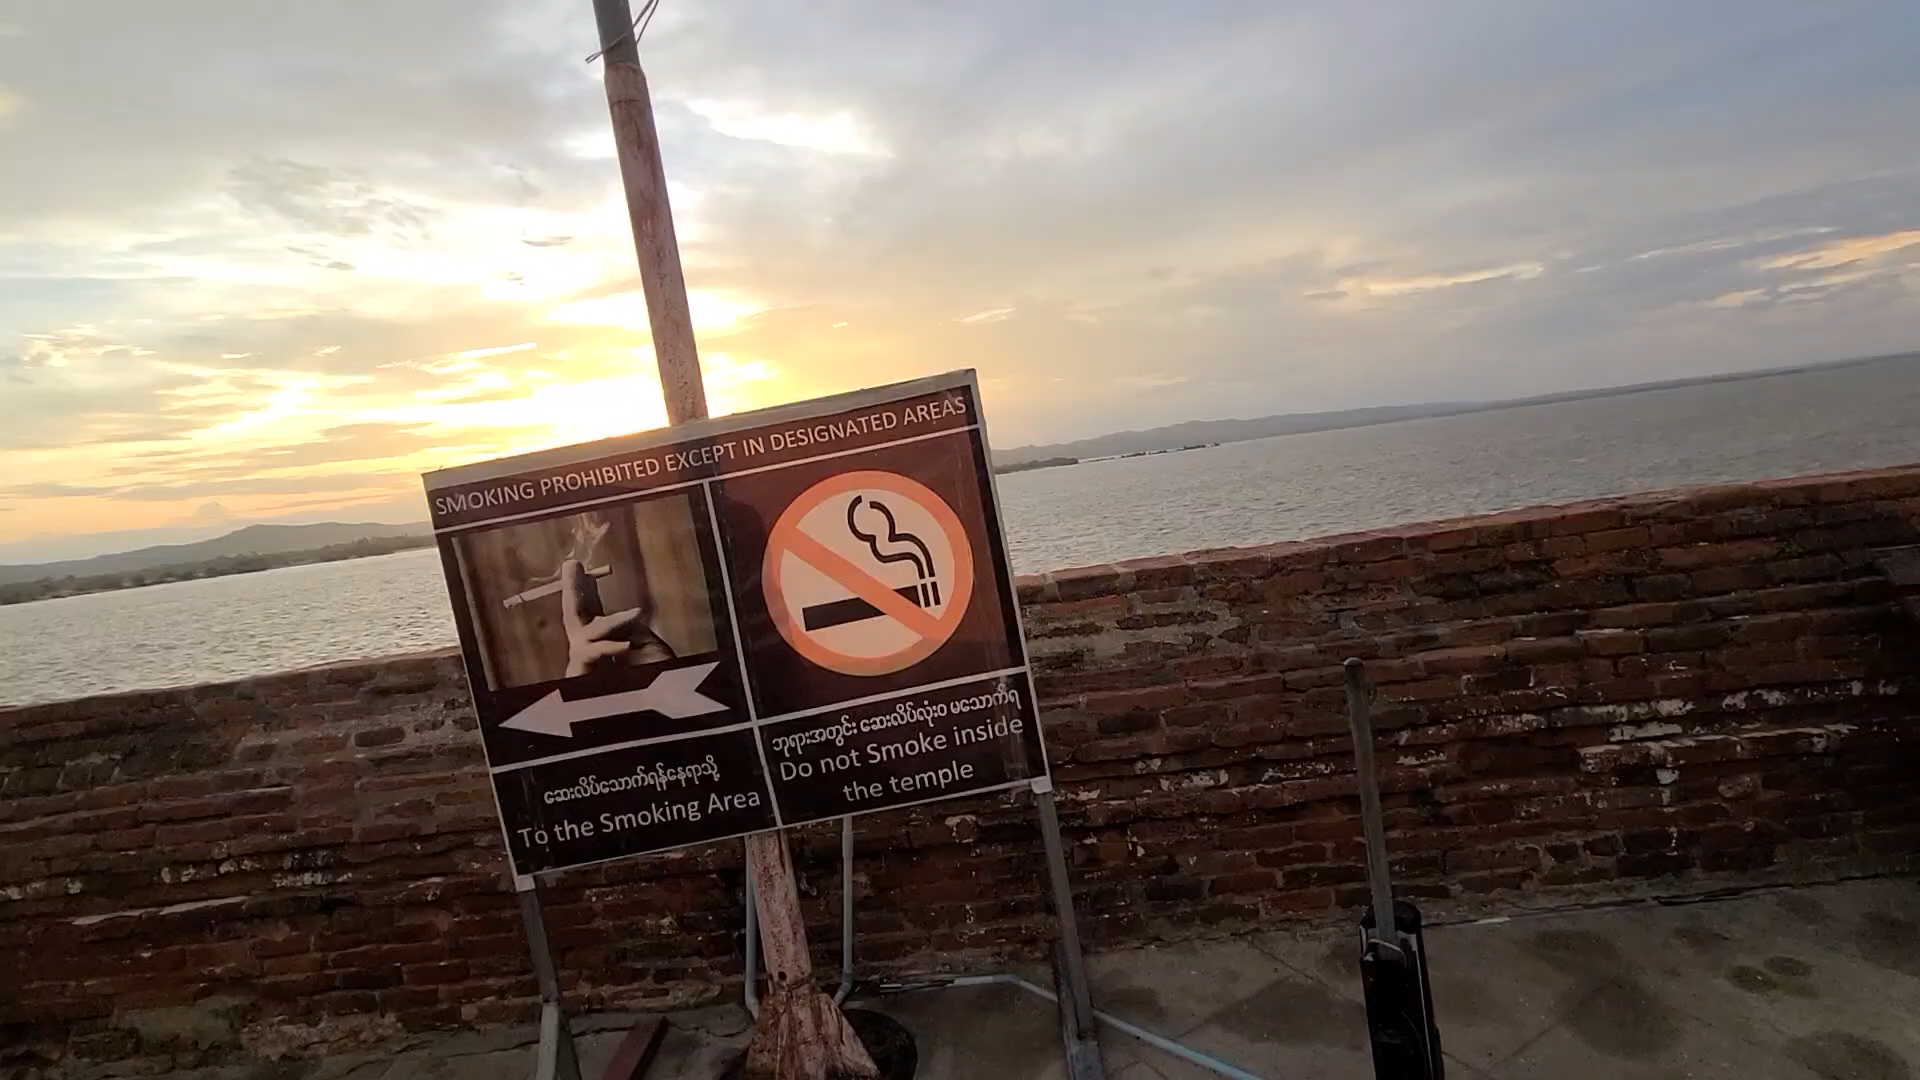 SMOKING PROHIBITED EXCEPT IN DESIGNATED AREAS
ဆေးလိပ်သောက်ရန်နေရာသို့
To the Smoking Area
ဘုရားအတွင်း ဆေးလိပ်လုံးဝ မသောက်ရ
Do not Smoke inside
the temple